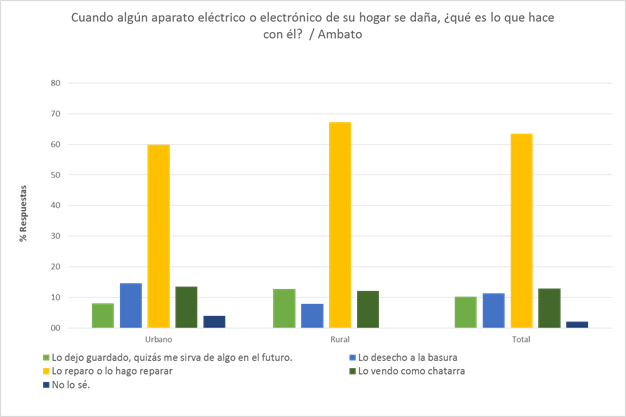 Cuando algún aparato eléctrico o electrónico de su hogar se daña, ¿qué es lo que hace
con él?  / Ambato
80
70
60
50
40
30
20
10
00
% Respuestas
Urbano
Rural
Total
Lo dejo guardado, quizás me sirva de algo en el futuro.
Lo desecho a la basura
Lo reparo o lo hago reparar
Lo vendo como chatarra
No lo sé.